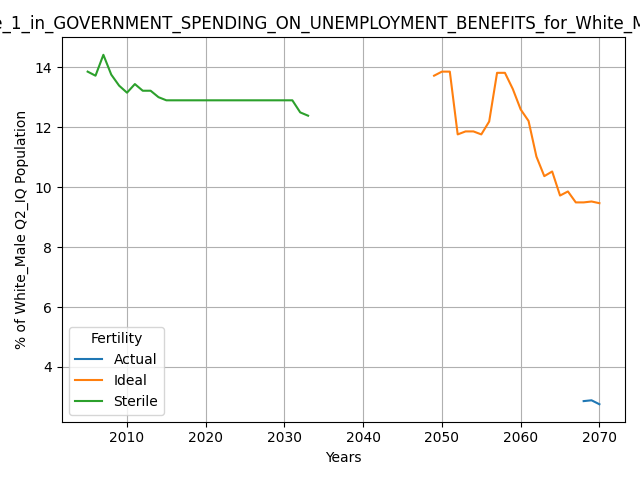 e_1_in_GOVERNMENT_SPENDING_ON_UNEMPLOYMENT_BENEFITS_for_White_M
14
12
10
8
6
4
% of White_Male Q2_IQ Population
Fertility
Actual
Ideal
Sterile
2010 2020 2030 2040 2050 2060 2070
Years